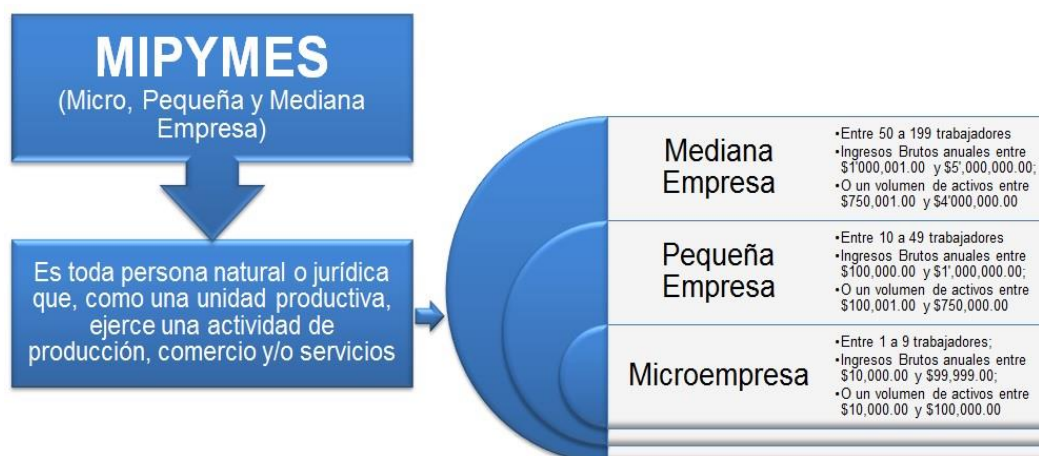 MIPYMES
(Micro, Pequeña y Mediana
Empresa)
Es toda persona natural o jurídica
que, como una unidad productiva,
ejerce una actividad de
producción, comercio y/o servicios
Mediana
Empresa
•Entre 50 a 199 trabajadores
•Ingresos Brutos anuales entre
$1'000,001.00 y $5',000,000.00;
•O un volumen de activos entre
$750,001.00 y $4'000,000.00
Pequeña
Empresa
•Entre 10 a 49 trabajadores
•Ingresos Brutos anuales entre
$100,000.00 y $1',000,000.00;
•O un volumen de activos entre
$100,001.00 y $750,000.00
Microempresa
•Entre 1 a 9 trabajadores;
•Ingresos Brutos anuales entre
$10,000.00 y $99,999.00;
•O un volumen de activos entre
$10,000.00 y $100,000.00